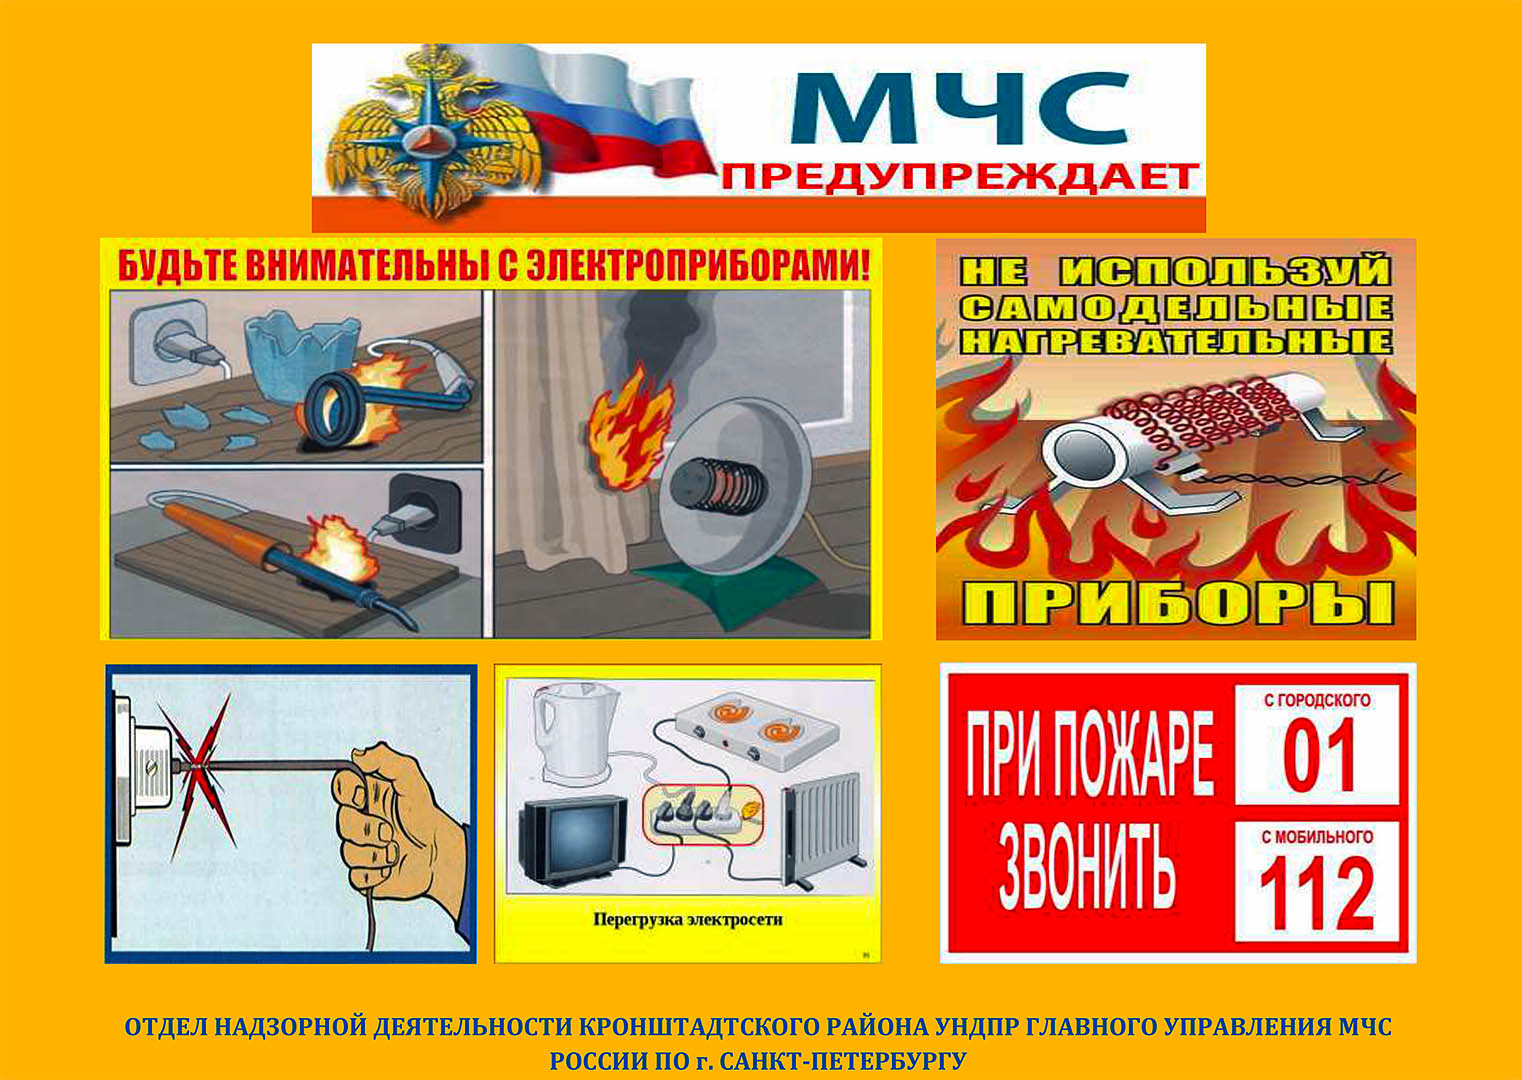 МЧС
ПРЕДУПРЕЖДАЕТ
БУДЬТЕ ВНИМАТЕЛЬНЫ С ЭЛЕКТРОПРИБОРАМИ!
НЕ ИСПОЛЬЗУЙ
САМОДЕЛЬНЫЕ
НАГРЕВАТЕЛЬНЫЕ
ПРИБОРЫ
Перегрузка электросети
ПРИ ПОЖАРЕ
ЗВОНИТЬ
С ГОРОДСКОГО
01
С МОБИЛЬНОГО
112
ОТДЕЛ НАДЗОРНОЙ ДЕЯТЕЛЬНОСТИ КРОНШТАДТСКОГО РАЙОНА УНДПР ГЛАВНОГО УПРАВЛЕНИЯ МЧС
РОССИИ ПО г. САНКТ-ПЕТЕРБУРГУ